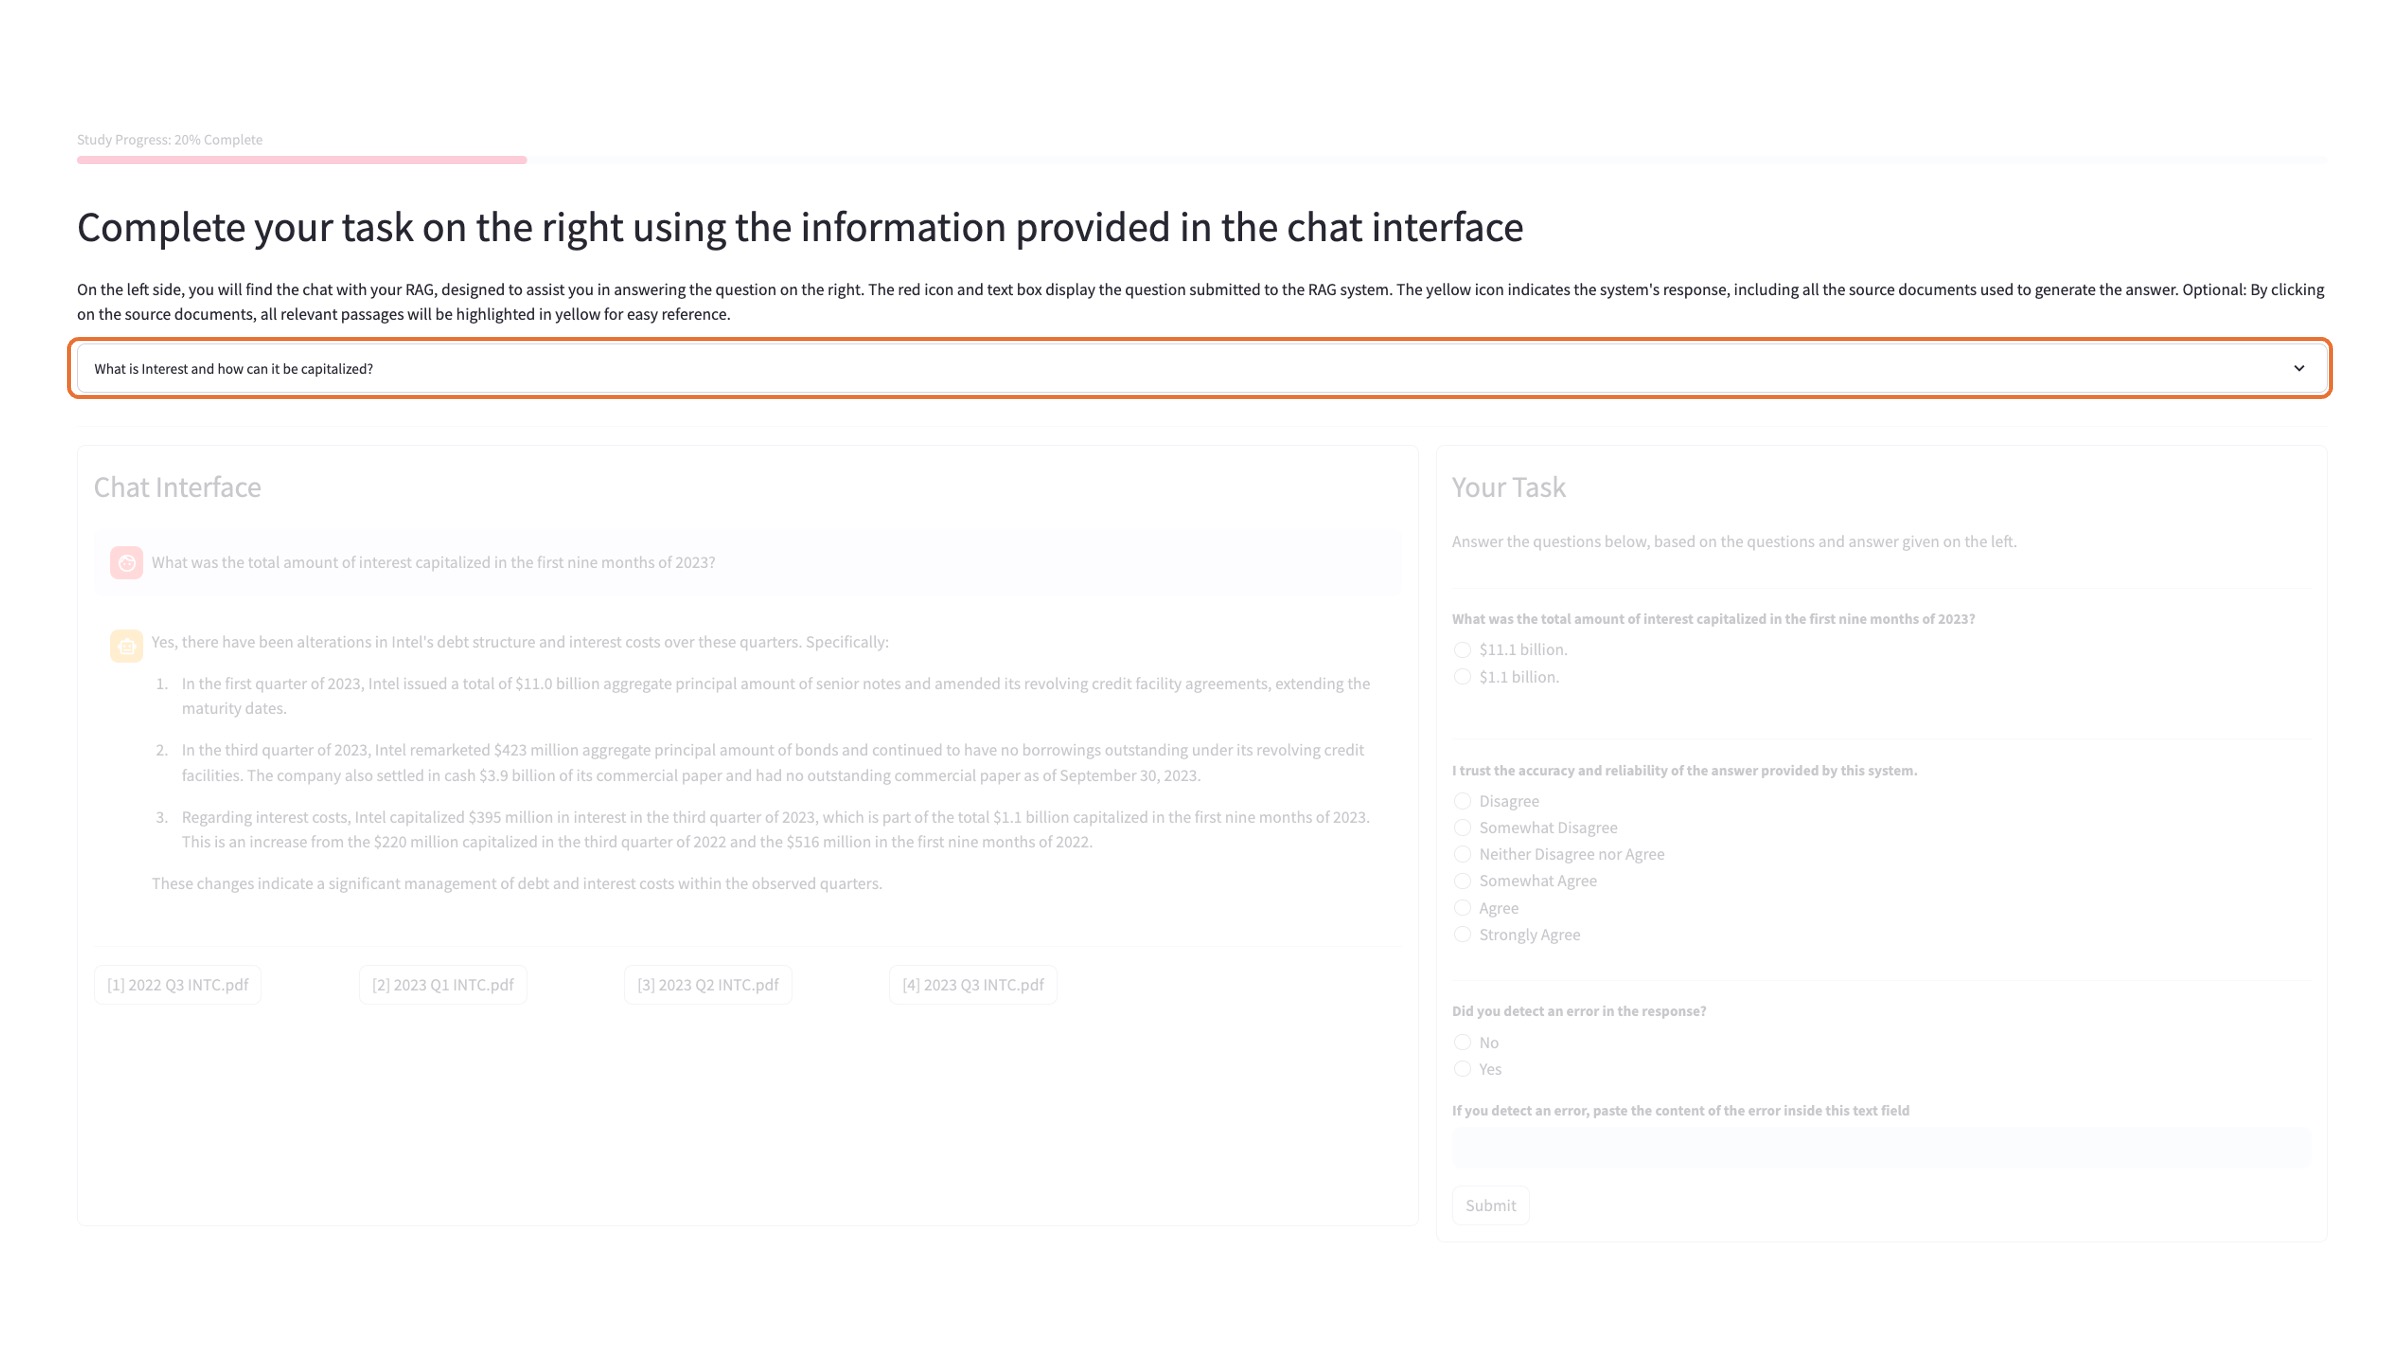 Study Progress: 20% Complete
Complete your task on the right using the information provided in the chat interface
On the left side, you will find the chat with your RAG, designed to assist you in answering the question on the right. The red icon and text box display the question submitted to the RAG system. The yellow icon indicates the system's response, including all the source documents used to generate the answer. Optional: By clicking
on the source documents, all relevant passages will be highlighted in yellow for easy reference.
What is Interest and how can it be capitalized?
Chat Interface
What was the total amount of interest capitalized in the first nine months of 2023?
Yes, there have been alterations in Intel's debt structure and interest costs over these quarters. Specifically:
1. In the first quarter of 2023, Intel issued a total of $11.0 billion aggregate principal amount of senior notes and amended its revolving credit facility agreements, extending the
maturity dates.
2. In the third quarter of 2023, Intel remarketed $423 million aggregate principal amount of bonds and continued to have no borrowings outstanding under its revolving credit
facilities. The company also settled in cash $3.9 billion of its commercial paper and had no outstanding commercial paper as of September 30, 2023.
3. Regarding interest costs, Intel capitalized $395 million in interest in the third quarter of 2023, which is part of the total $1.1 billion capitalized in the first nine months of 2023.
This is an increase from the $220 million capitalized in the third quarter of 2022 and the $516 million in the first nine months of 2022.
These changes indicate a significant management of debt and interest costs within the observed quarters.
[1] 2022 Q3 INTC.pdf
[2] 2023 Q1 INTC.pdf
[3] 2023 Q2 INTC.pdf
[4] 2023 Q3 INTC.pdf
Your Task
Answer the questions below, based on the questions and answer given on the left.
What was the total amount of interest capitalized in the first nine months of 2023?
$11.1 billion.
$1.1 billion.
I trust the accuracy and reliability of the answer provided by this system.
Disagree
Somewhat Disagree
Neither Disagree nor Agree
Somewhat Agree
Agree
Strongly Agree
Did you detect an error in the response?
No
Yes
If you detect an error, paste the content of the error inside this text field
Submit